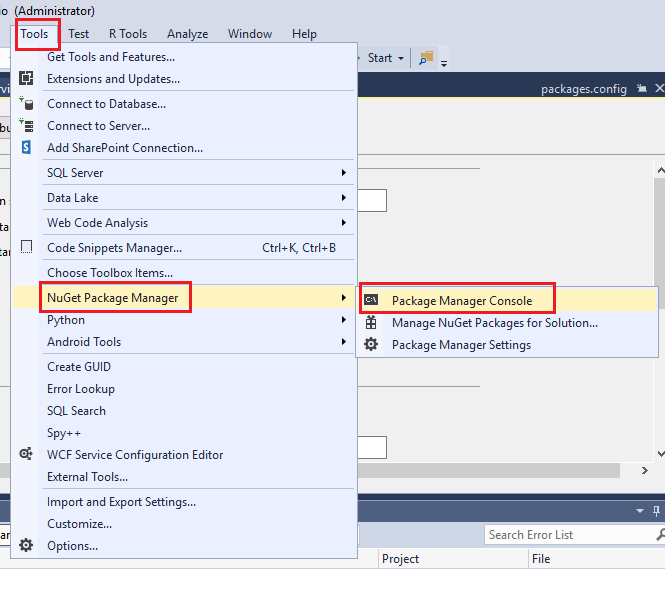 io (Administrator)
Tools Test R Tools Analyze Window Help
Get Tools and Features...
Start
Extensions and Updates...
packages.config
Connect to Database...
Connect to Server...
Add SharePoint Connection...
SQL Server
Data Lake
Web Code Analysis
Code Snippets Manager... Ctrl+K, Ctrl+B
Choose Toolbox Items...
NuGet Package Manager
Package Manager Console
Python
Manage NuGet Packages for Solution...
Android Tools
Package Manager Settings
Create GUID
Error Lookup
SQL Search
Spy++
WCF Service Configuration Editor
External Tools...
Import and Export Settings...
Customize...
Search Error List
Options...
Project File